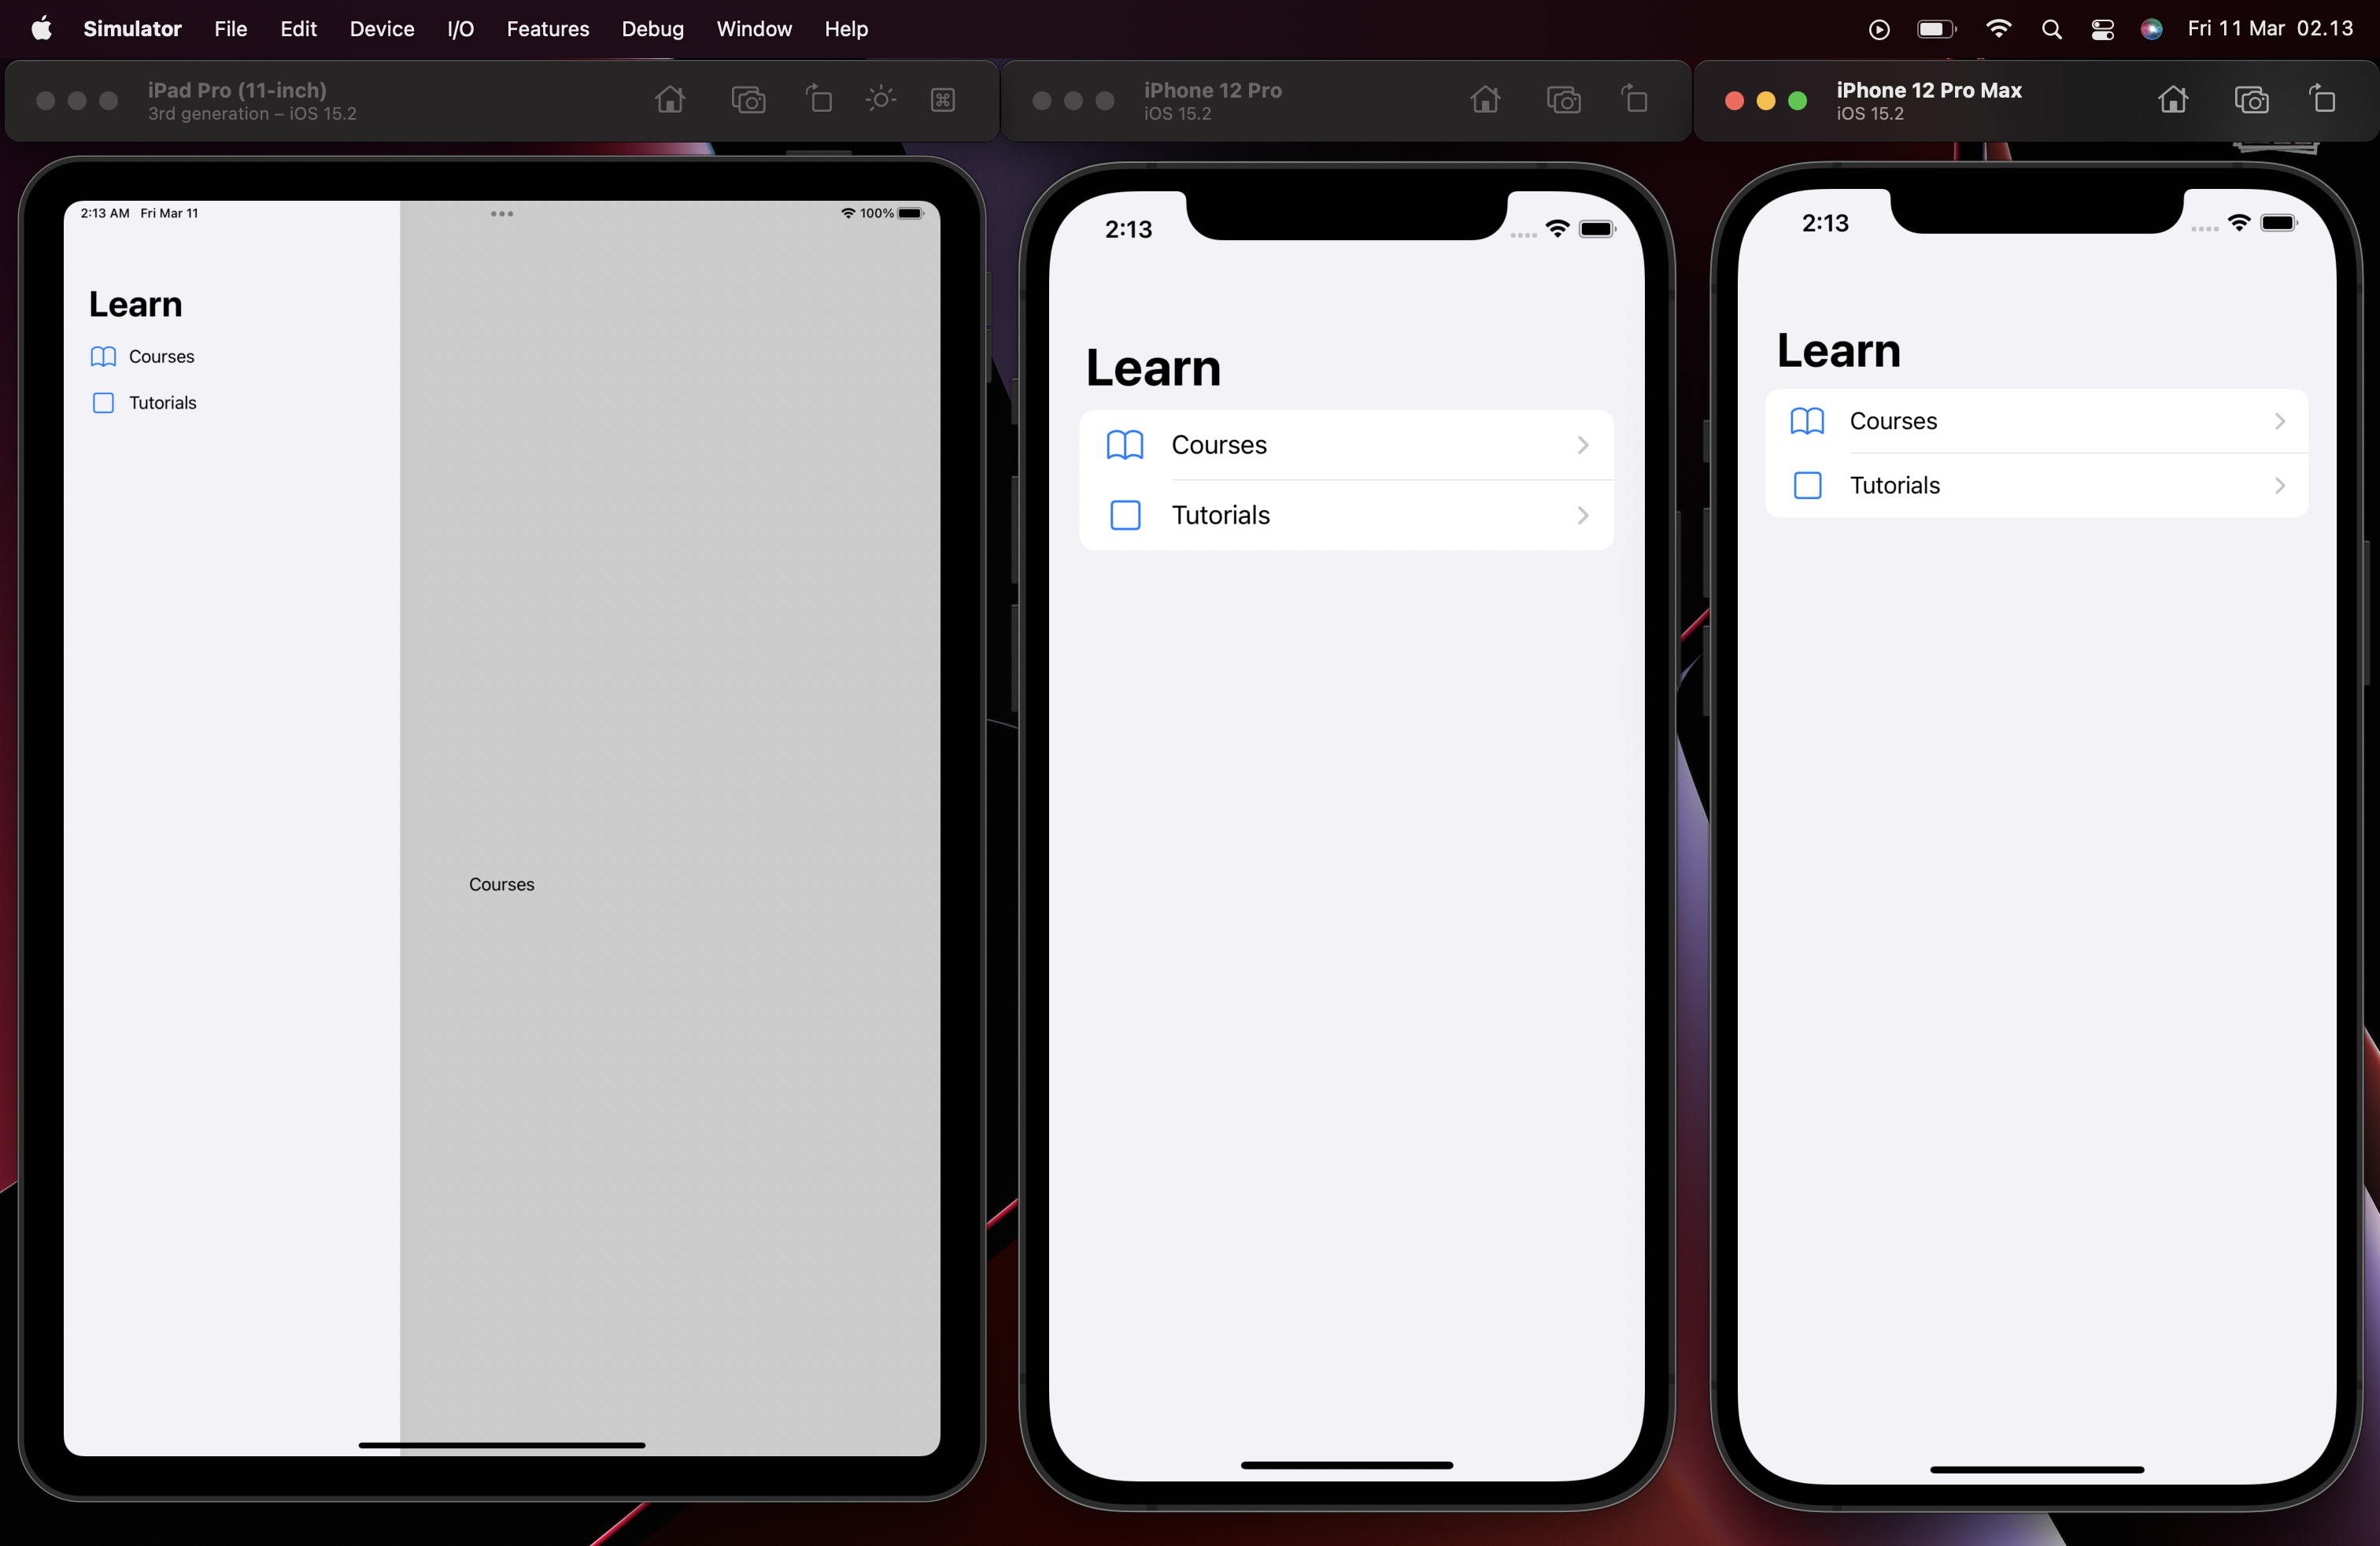 Simulator File Edit Device I/O Features Debug Window Help Fri 11 Mar 02.13
iPad Pro (11-inch)
3rd generation – iOS 15.2
iPhone 12 Pro
iOS 15.2
iPhone 12 Pro Max
iOS 15.2
2:13 AM Fri Mar 11 100%
Learn
Courses
Tutorials
Courses
2:13
Learn
Courses
Tutorials
2:13
Learn
Courses
Tutorials